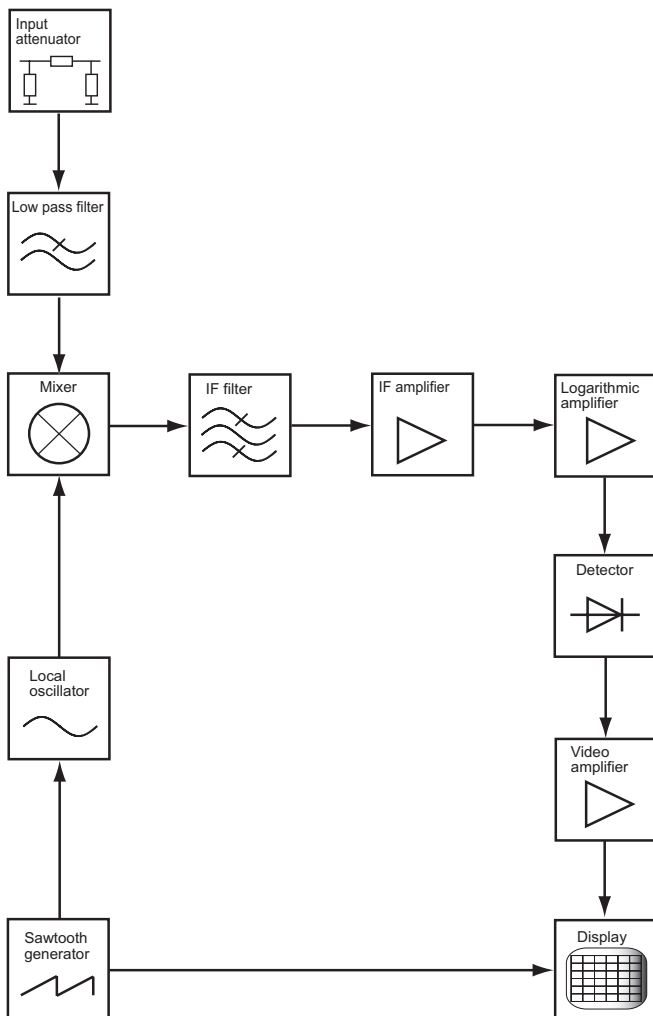 Input
attenuator
Low pass filter
Mixer
IF filter
IF amplifier
Logarithmic
amplifier
Detector
Local
oscillator
Video
amplifier
Sawtooth
generator
Display